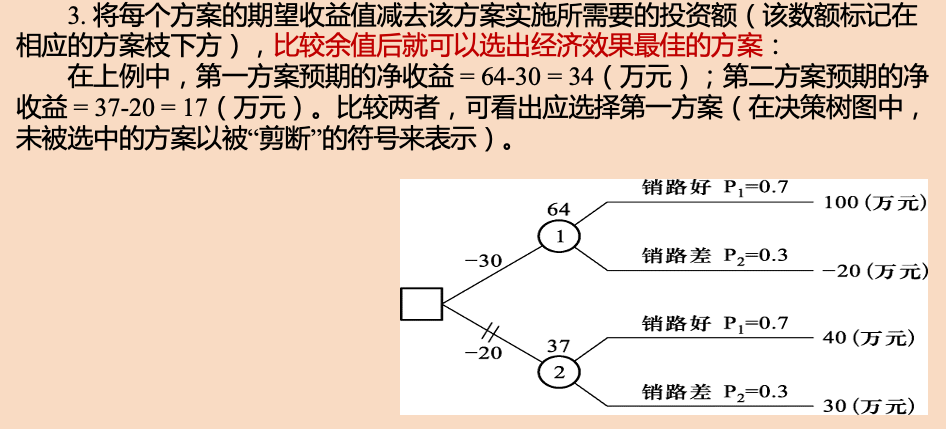 3. 将每个方案的期望收益值减去该方案实施所需要的投资额（该数额标记在
相应的方案枝下方），比较余值后就可以选出经济效果最佳的方案：
在上例中，第一方案预期的净收益 = 64-30 = 34（万元）；第二方案预期的净
收益 = 37-20 = 17（万元）。比较两者，可看出应选择第一方案（在决策树图中，
未被选中的方案以被“剪断”的符号来表示）。
销路好 P1=0.7
100 (万元)
64
1
−30
销路差 P2=0.3
−20 (万元)
销路好 P1=0.7
40 (万元)
−20
37
2
销路差 P2=0.3
30 (万元)